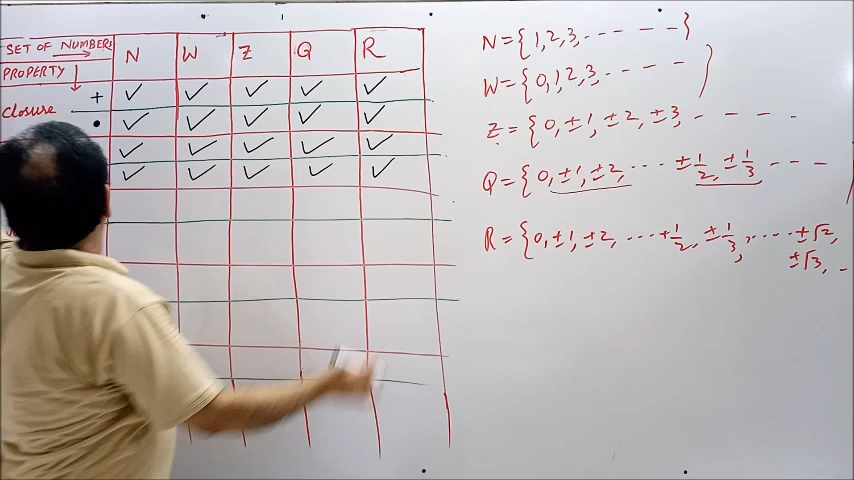 SET OF NUMBERS N W Z Q R
PROPERTY
closure + ✓ ✓ ✓ ✓ ✓
• ✓ ✓ ✓ ✓ ✓
✓ ✓ ✓ ✓ ✓
✓ ✓ ✓ ✓ ✓
N = { 1, 2, 3, - - - - - - }
W = { 0, 1, 2, 3, - - - - - }
Z = { 0, ±1, ±2, ±3, - - - -
Q = { 0, ±1, ±2, ... ±1/2, ±1/3 - - - }
R = { 0, ±1, ±2, ... +1/2, ±1/3, .... ±√2,
±√3, -